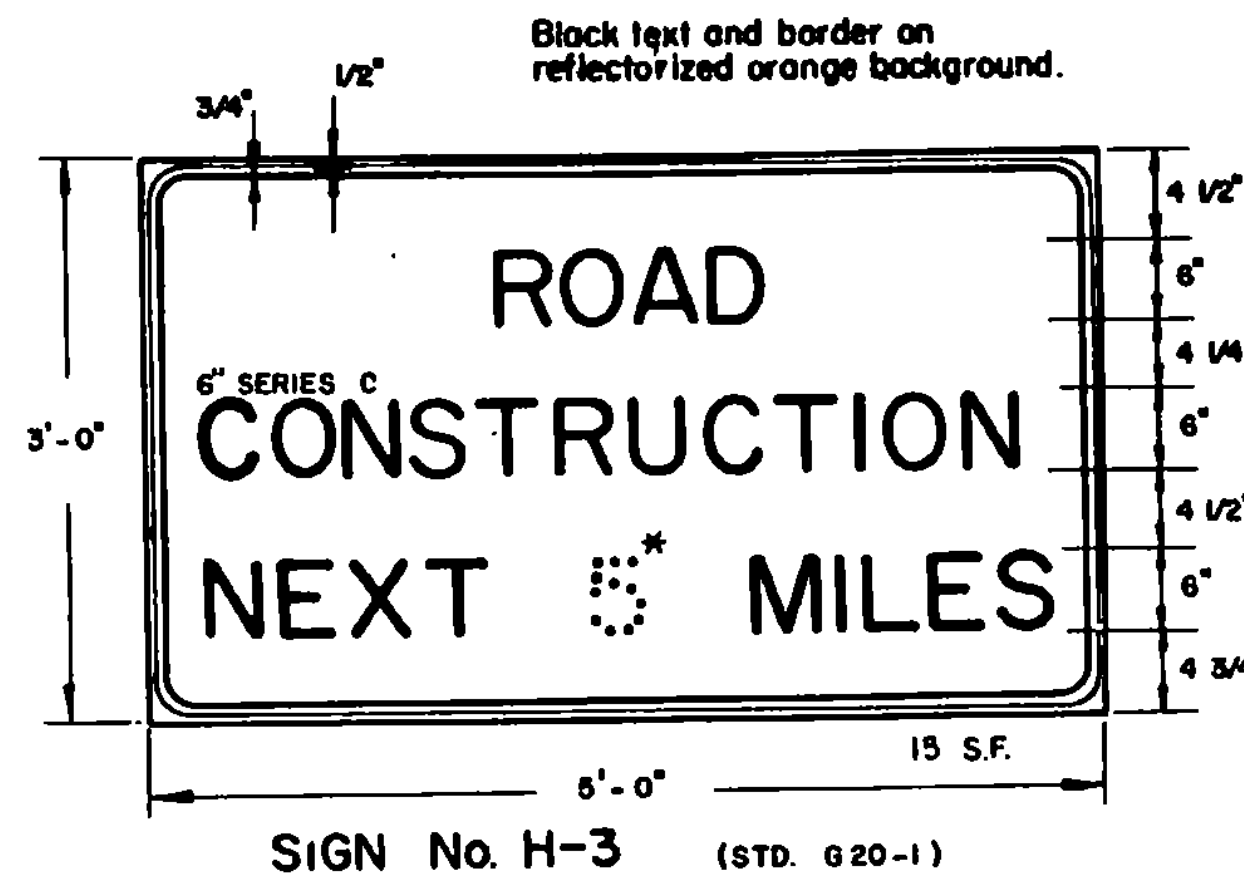 Black text and border on
reflectorized orange background.
1/2"
3/4"
4 1/2"
ROAD
6"
4 1/4
6" SERIES C
CONSTRUCTION
6"
3'-0"
4 1/2"
NEXT 5* MILES
6"
4 3/4
15 S.F.
5'-0"
SIGN No. H-3 (STD. G20-1)